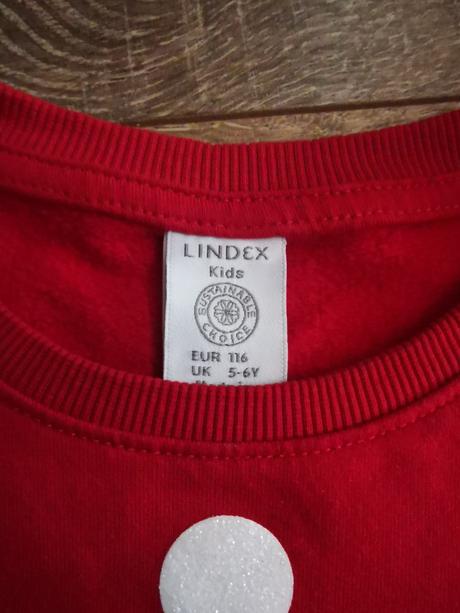 LINDEX
Kids
SUSTAINABLE
CHOICE
EUR 116
UK 5-6Y